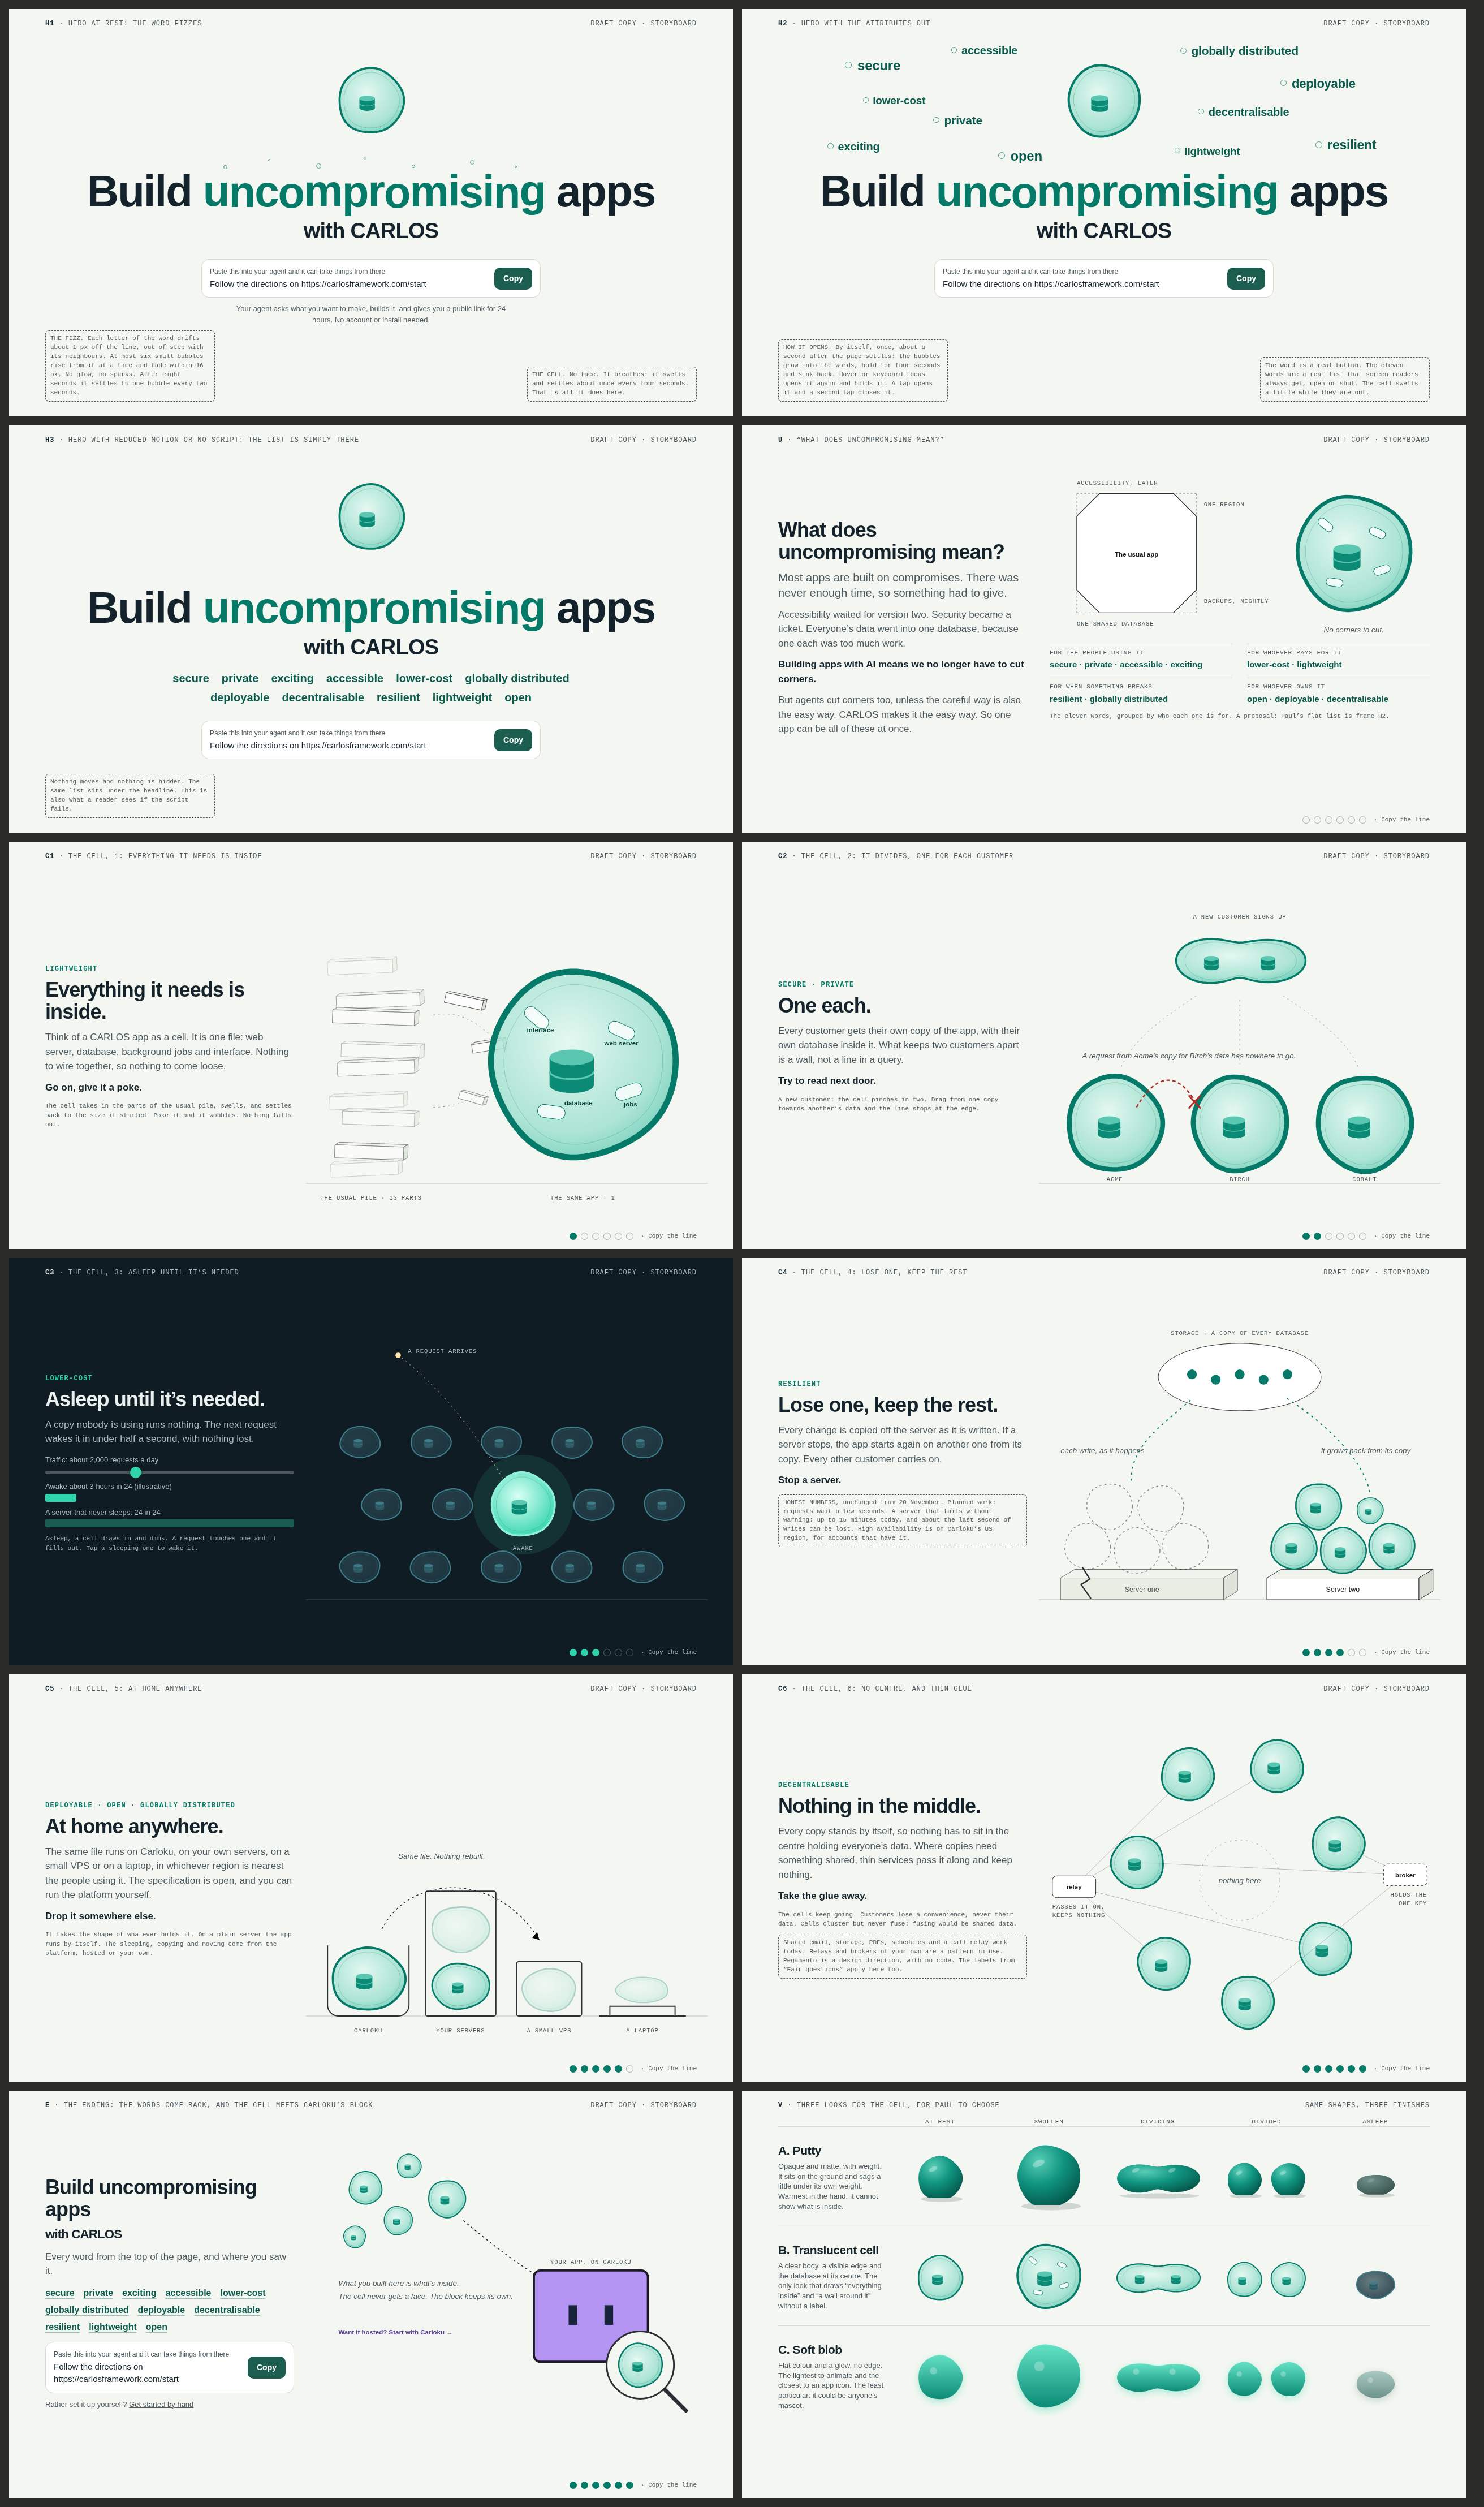 H1 · HERO AT REST: THE WORD FIZZES
DRAFT COPY · STORYBOARD
Build uncompromising apps
with CARLOS
Paste this into your agent and it can take things from there
Follow the directions on https://carlosframework.com/start
Copy
Your agent asks what you want to make, builds it, and gives you a public link for 24
hours. No account or install needed.
THE FIZZ. Each letter of the word drifts
about 1 px off the line, out of step with
its neighbours. At most six small bubbles
rise from it at a time and fade within 16
px. No glow, no sparks. After eight
seconds it settles to one bubble every two
seconds.
THE CELL. No face. It breathes: it swells
and settles about once every four seconds.
That is all it does here.
H2 · HERO WITH THE ATTRIBUTES OUT
DRAFT COPY · STORYBOARD
accessible
globally distributed
secure
deployable
lower-cost
decentralisable
private
exciting
open
lightweight
resilient
Build uncompromising apps
with CARLOS
Paste this into your agent and it can take things from there
Follow the directions on https://carlosframework.com/start
Copy
HOW IT OPENS. By itself, once, about a
second after the page settles: the bubbles
grow into the words, hold for four seconds
and sink back. Hover or keyboard focus
opens it again and holds it. A tap opens
it and a second tap closes it.
The word is a real button. The eleven
words are a real list that screen readers
always get, open or shut. The cell swells
a little while they are out.
H3 · HERO WITH REDUCED MOTION OR NO SCRIPT: THE LIST IS SIMPLY THERE
DRAFT COPY · STORYBOARD
Build uncompromising apps
with CARLOS
secure private exciting accessible lower-cost globally distributed
deployable decentralisable resilient lightweight open
Paste this into your agent and it can take things from there
Follow the directions on https://carlosframework.com/start
Copy
Nothing moves and nothing is hidden. The
same list sits under the headline. This is
also what a reader sees if the script
fails.
U · “WHAT DOES UNCOMPROMISING MEAN?”
DRAFT COPY · STORYBOARD
What does
uncompromising mean?
Most apps are built on compromises. There was
never enough time, so something had to give.
Accessibility waited for version two. Security became a
ticket. Everyone’s data went into one database, because
one each was too much work.
Building apps with AI means we no longer have to cut
corners.
But agents cut corners too, unless the careful way is also
the easy way. CARLOS makes it the easy way. So one
app can be all of these at once.
ACCESSIBILITY, LATER
ONE REGION
The usual app
BACKUPS, NIGHTLY
ONE SHARED DATABASE
No corners to cut.
FOR THE PEOPLE USING IT
secure · private · accessible · exciting
FOR WHOEVER PAYS FOR IT
lower-cost · lightweight
FOR WHEN SOMETHING BREAKS
resilient · globally distributed
FOR WHOEVER OWNS IT
open · deployable · decentralisable
The eleven words, grouped by who each one is for. A proposal: Paul’s flat list is frame H2.
· Copy the line
C1 · THE CELL, 1: EVERYTHING IT NEEDS IS INSIDE
DRAFT COPY · STORYBOARD
LIGHTWEIGHT
Everything it needs is
inside.
Think of a CARLOS app as a cell. It is one file: web
server, database, background jobs and interface. Nothing
to wire together, so nothing to come loose.
Go on, give it a poke.
The cell takes in the parts of the usual pile, swells, and settles
back to the size it started. Poke it and it wobbles. Nothing falls
out.
interface
web server
database
jobs
THE USUAL PILE · 13 PARTS
THE SAME APP · 1
· Copy the line
C2 · THE CELL, 2: IT DIVIDES, ONE FOR EACH CUSTOMER
DRAFT COPY · STORYBOARD
SECURE · PRIVATE
One each.
Every customer gets their own copy of the app, with their
own database inside it. What keeps two customers apart
is a wall, not a line in a query.
Try to read next door.
A new customer: the cell pinches in two. Drag from one copy
towards another’s data and the line stops at the edge.
A NEW CUSTOMER SIGNS UP
A request from Acme’s copy for Birch’s data has nowhere to go.
ACME
BIRCH
COBALT
· Copy the line
C3 · THE CELL, 3: ASLEEP UNTIL IT’S NEEDED
DRAFT COPY · STORYBOARD
LOWER-COST
Asleep until it’s needed.
A copy nobody is using runs nothing. The next request
wakes it in under half a second, with nothing lost.
Traffic: about 2,000 requests a day
Awake about 3 hours in 24 (illustrative)
A server that never sleeps: 24 in 24
Asleep, a cell draws in and dims. A request touches one and it
fills out. Tap a sleeping one to wake it.
A REQUEST ARRIVES
AWAKE
· Copy the line
C4 · THE CELL, 4: LOSE ONE, KEEP THE REST
DRAFT COPY · STORYBOARD
RESILIENT
Lose one, keep the rest.
Every change is copied off the server as it is written. If a
server stops, the app starts again on another one from its
copy. Every other customer carries on.
Stop a server.
HONEST NUMBERS, unchanged from 20 November. Planned work:
requests wait a few seconds. A server that fails without
warning: up to 15 minutes today, and about the last second of
writes can be lost. High availability is on Carloku’s US
region, for accounts that have it.
STORAGE · A COPY OF EVERY DATABASE
each write, as it happens
it grows back from its copy
Server one
Server two
· Copy the line
C5 · THE CELL, 5: AT HOME ANYWHERE
DRAFT COPY · STORYBOARD
DEPLOYABLE · OPEN · GLOBALLY DISTRIBUTED
At home anywhere.
The same file runs on Carloku, on your own servers, on a
small VPS or on a laptop, in whichever region is nearest
the people using it. The specification is open, and you can
run the platform yourself.
Drop it somewhere else.
It takes the shape of whatever holds it. On a plain server the app
runs by itself. The sleeping, copying and moving come from the
platform, hosted or your own.
Same file. Nothing rebuilt.
CARLOKU
YOUR SERVERS
A SMALL VPS
A LAPTOP
· Copy the line
C6 · THE CELL, 6: NO CENTRE, AND THIN GLUE
DRAFT COPY · STORYBOARD
DECENTRALISABLE
Nothing in the middle.
Every copy stands by itself, so nothing has to sit in the
centre holding everyone’s data. Where copies need
something shared, thin services pass it along and keep
nothing.
Take the glue away.
The cells keep going. Customers lose a convenience, never their
data. Cells cluster but never fuse: fusing would be shared data.
Shared email, storage, PDFs, schedules and a call relay work
today. Relays and brokers of your own are a pattern in use.
Pegamento is a design direction, with no code. The labels from
“Fair questions” apply here too.
relay
PASSES IT ON,
KEEPS NOTHING
nothing here
broker
HOLDS THE
ONE KEY
· Copy the line
E · THE ENDING: THE WORDS COME BACK, AND THE CELL MEETS CARLOKU’S BLOCK
DRAFT COPY · STORYBOARD
Build uncompromising
apps
with CARLOS
Every word from the top of the page, and where you saw
it.
secure private exciting accessible lower-cost
globally distributed deployable decentralisable
resilient lightweight open
Paste this into your agent and it can take things from there
Follow the directions on
https://carlosframework.com/start
Copy
Rather set it up yourself? Get started by hand
YOUR APP, ON CARLOKU
What you built here is what’s inside.
The cell never gets a face. The block keeps its own.
Want it hosted? Start with Carloku →
· Copy the line
V · THREE LOOKS FOR THE CELL, FOR PAUL TO CHOOSE
SAME SHAPES, THREE FINISHES
AT REST
SWOLLEN
DIVIDING
DIVIDED
ASLEEP
A. Putty
Opaque and matte, with weight.
It sits on the ground and sags a
little under its own weight.
Warmest in the hand. It cannot
show what is inside.
B. Translucent cell
A clear body, a visible edge and
the database at its centre. The
only look that draws “everything
inside” and “a wall around it”
without a label.
C. Soft blob
Flat colour and a glow, no edge.
The lightest to animate and the
closest to an app icon. The least
particular: it could be anyone’s
mascot.